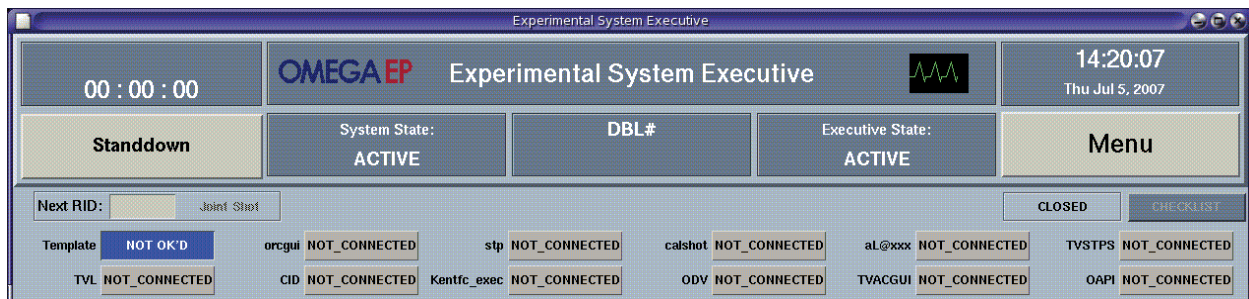 Experimental System Executive
00 : 00 : 00
OMEGA EP Experimental System Executive
14:20:07
Thu Jul 5, 2007
Standdown
System State:
ACTIVE
DBL#
Executive State:
ACTIVE
Menu
Next RID: Joint Shot CLOSED CHECKLIST
Template NOT OK'D orcgui NOT_CONNECTED stp NOT_CONNECTED calshot NOT_CONNECTED aL@xxx NOT_CONNECTED TVSTPS NOT_CONNECTED
TVL NOT_CONNECTED CID NOT_CONNECTED Kentfc_exec NOT_CONNECTED ODV NOT_CONNECTED TVACGUI NOT_CONNECTED OAPI NOT_CONNECTED